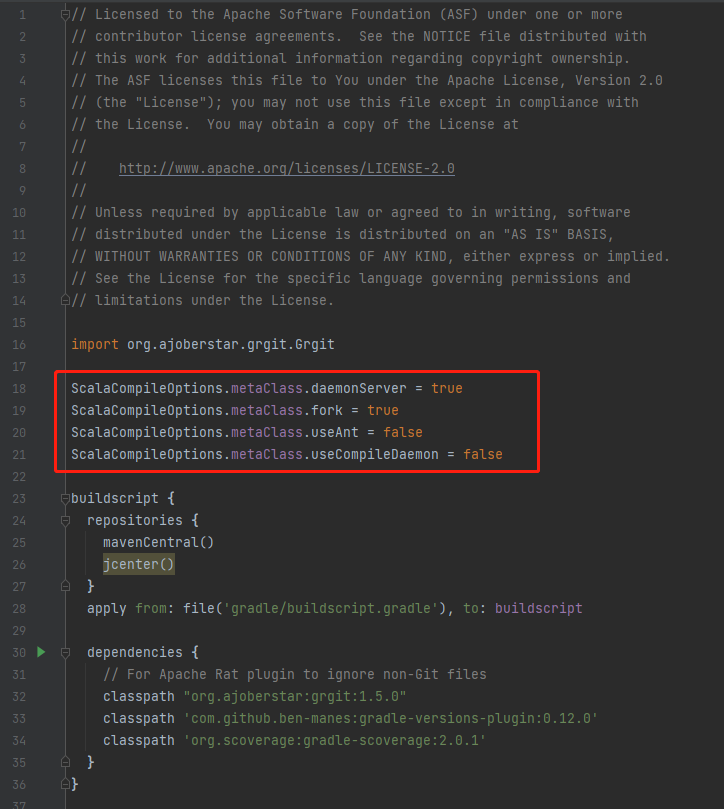 1 // Licensed to the Apache Software Foundation (ASF) under one or more
2 // contributor license agreements.  See the NOTICE file distributed with
3 // this work for additional information regarding copyright ownership.
4 // The ASF licenses this file to You under the Apache License, Version 2.0
5 // (the "License"); you may not use this file except in compliance with
6 // the License.  You may obtain a copy of the License at
7 //
8 //    http://www.apache.org/licenses/LICENSE-2.0
9 //
10 // Unless required by applicable law or agreed to in writing, software
11 // distributed under the License is distributed on an "AS IS" BASIS,
12 // WITHOUT WARRANTIES OR CONDITIONS OF ANY KIND, either express or implied.
13 // See the License for the specific language governing permissions and
14 // limitations under the License.
15
16 import org.ajoberstar.grgit.Grgit
17
18 ScalaCompileOptions.metaClass.daemonServer = true
19 ScalaCompileOptions.metaClass.fork = true
20 ScalaCompileOptions.metaClass.useAnt = false
21 ScalaCompileOptions.metaClass.useCompileDaemon = false
22
23 buildscript {
24   repositories {
25     mavenCentral()
26     jcenter()
27   }
28   apply from: file('gradle/buildscript.gradle'), to: buildscript
29
30   dependencies {
31     // For Apache Rat plugin to ignore non-Git files
32     classpath "org.ajoberstar:grgit:1.5.0"
33     classpath 'com.github.ben-manes:gradle-versions-plugin:0.12.0'
34     classpath 'org.scoverage:gradle-scoverage:2.0.1'
35   }
36 }
37